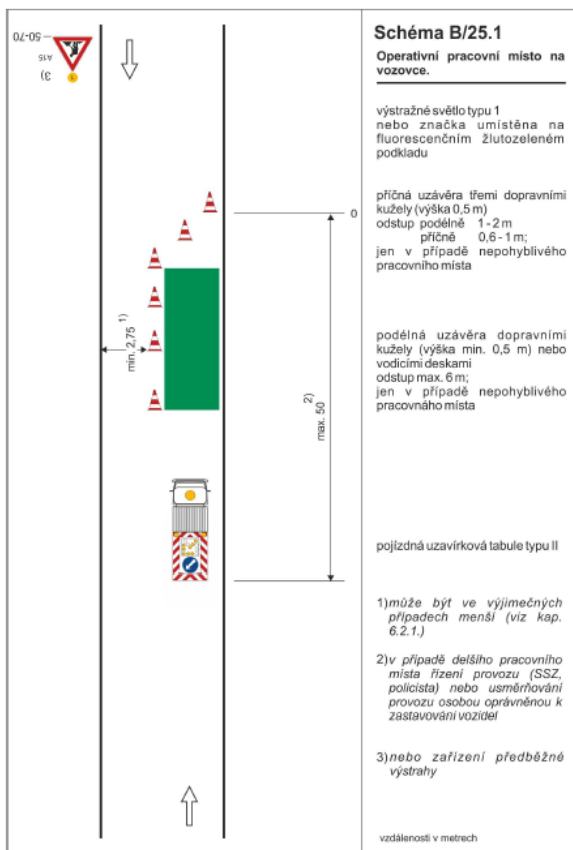 50-70
A15
3)
min. 2,75 1)
0
max. 50 2)
Schéma B/25.1
Operativní pracovní místo na
vozovce.
výstražné světlo typu 1
nebo značka umístěna na
fluorescenčním žlutozeleném
podkladu
příčná uzávěra třemi dopravními
kužely (výška 0,5 m)
odstup podélně 1-2 m
příčně 0,6-1 m;
jen v případě nepohyblivého
pracovního místa
podélná uzávěra dopravními
kužely (výška min. 0,5 m) nebo
vodicími deskami
odstup max. 6 m;
jen v případě nepohyblivého
pracovnáho místa
pojízdná uzavírková tabule typu II
1) může být ve výjimečných
případech menší (viz kap.
6.2.1.)
2) v případě delšího pracovního
místa řízení provozu (SSZ,
policista) nebo usměrňování
provozu osobou oprávněnou k
zastavování vozidel
3) nebo zařízení předběžné
výstrahy
vzdálenosti v metrech